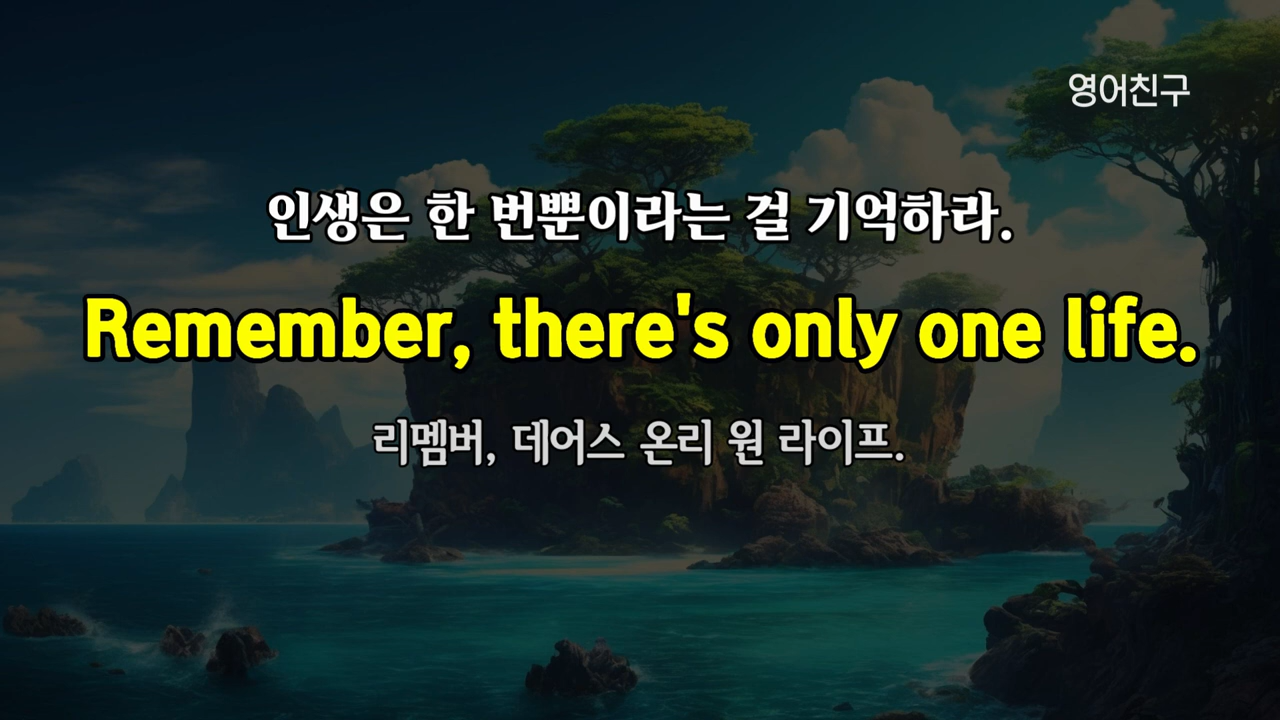 영어친구
인생은 한 번뿐이라는 걸 기억하라.
Remember, there's only one life.
리멤버, 데어스 온리 원 라이프.